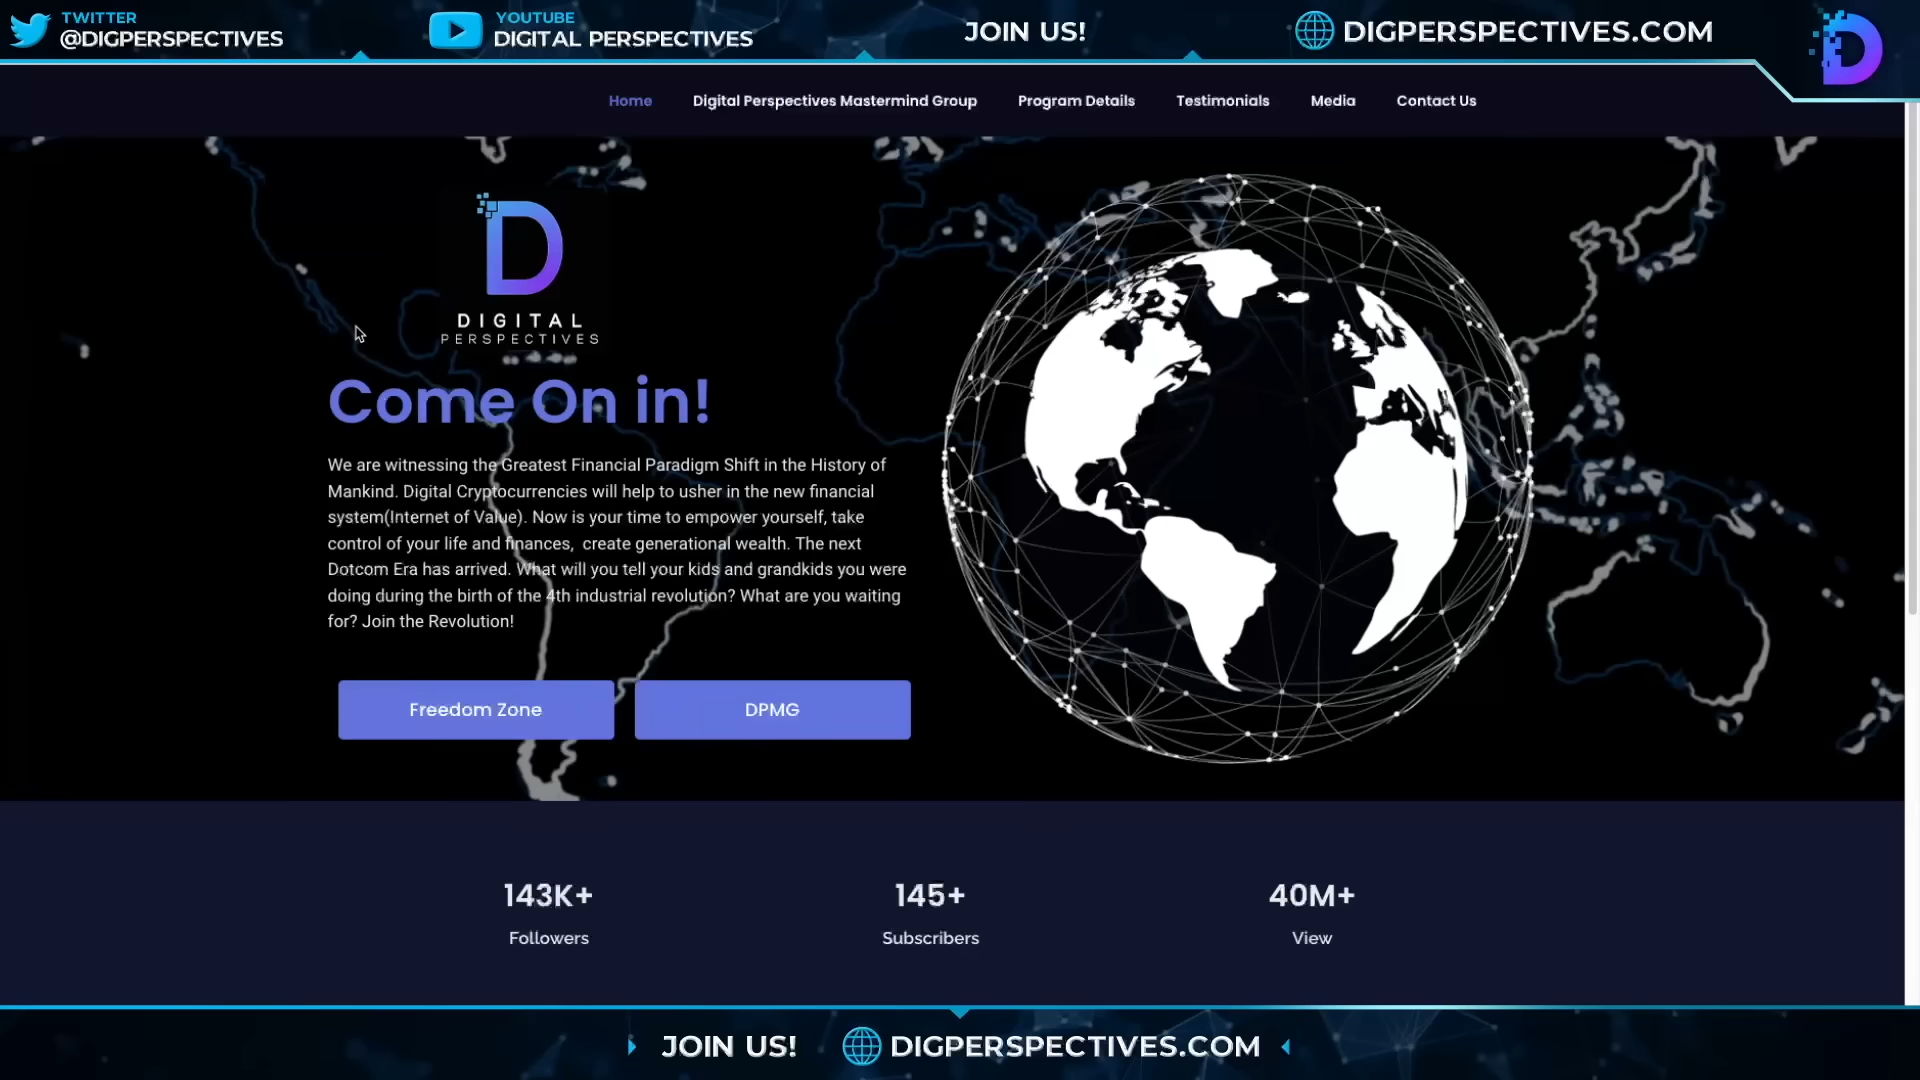 TWITTER
@DIGPERSPECTIVES
YOUTUBE
DIGITAL PERSPECTIVES
JOIN US!
DIGPERSPECTIVES.COM
Home
Digital Perspectives Mastermind Group
Program Details
Testimonials
Media
Contact Us
DIGITAL
PERSPECTIVES
Come On in!
We are witnessing the Greatest Financial Paradigm Shift in the History of
Mankind. Digital Cryptocurrencies will help to usher in the new financial
system(Internet of Value). Now is your time to empower yourself, take
control of your life and finances,  create generational wealth. The next
Dotcom Era has arrived. What will you tell your kids and grandkids you were
doing during the birth of the 4th industrial revolution? What are you waiting
for? Join the Revolution!
Freedom Zone
DPMG
143K+
Followers
145+
Subscribers
40M+
View
JOIN US!
DIGPERSPECTIVES.COM